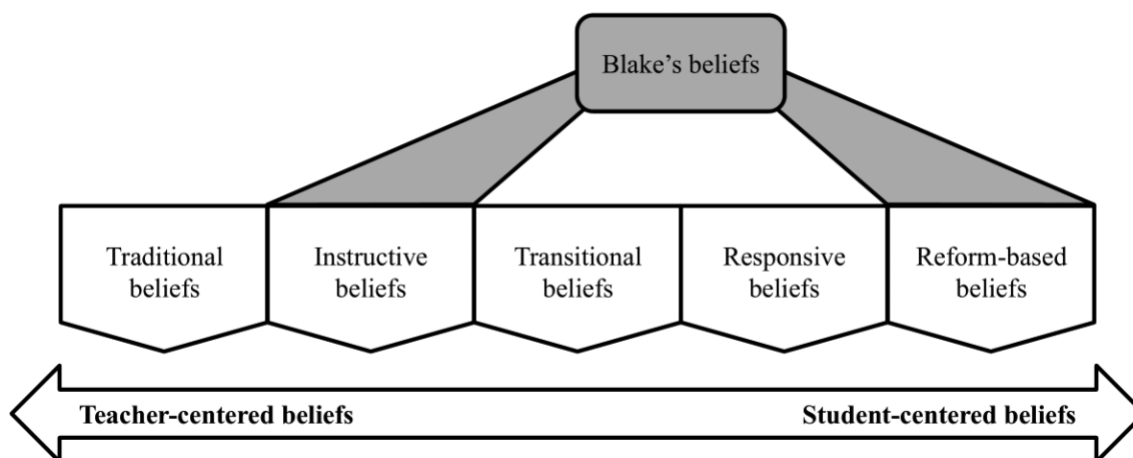 Blake’s beliefs
Traditional
beliefs
Instructive
beliefs
Transitional
beliefs
Responsive
beliefs
Reform-based
beliefs
Teacher-centered beliefs
Student-centered beliefs